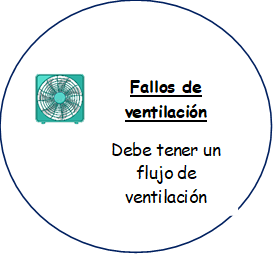 Fallos de
ventilación
Debe tener un
flujo de
ventilación